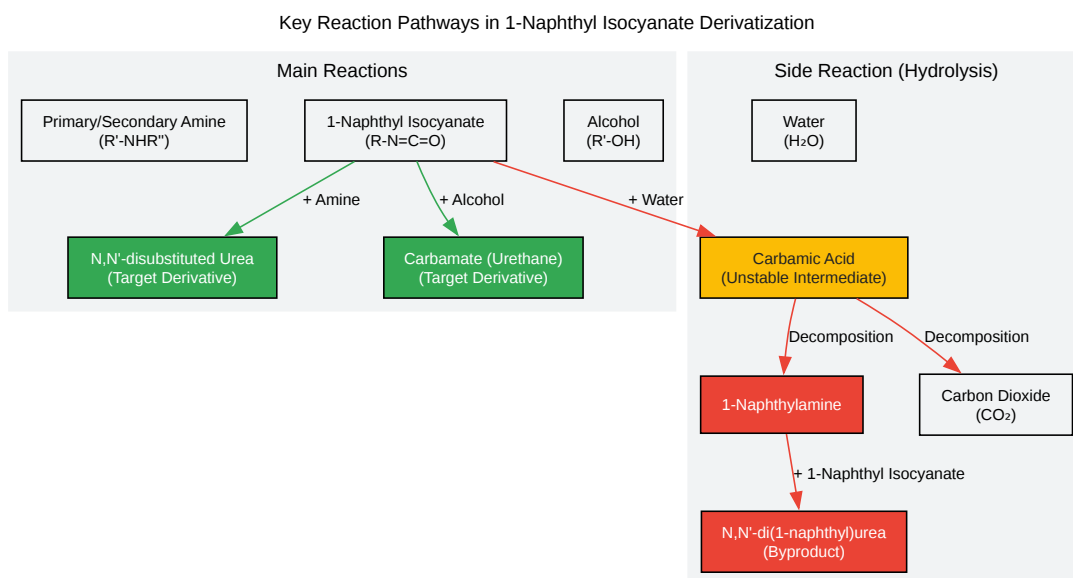 Key Reaction Pathways in 1-Naphthyl Isocyanate Derivatization
Main Reactions
Side Reaction (Hydrolysis)
Primary/Secondary Amine
(R'-NHR'')
1-Naphthyl Isocyanate
(R-N=C=O)
Alcohol
(R'-OH)
Water
(H₂O)
+ Amine
+ Alcohol
+ Water
N,N'-disubstituted Urea
(Target Derivative)
Carbamate (Urethane)
(Target Derivative)
Carbamic Acid
(Unstable Intermediate)
Decomposition
Decomposition
1-Naphthylamine
Carbon Dioxide
(CO₂)
+ 1-Naphthyl Isocyanate
N,N'-di(1-naphthyl)urea
(Byproduct)